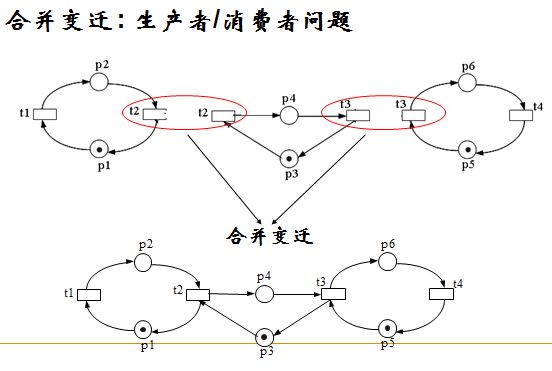 合并变迁：生产者/消费者问题
p2 p6
t1 t2 t2 p4 t3 t3 t4
p1 p3 p5
合并变迁
p2 p6
t1 t2 p4 t3 t4
p1 p3 p5